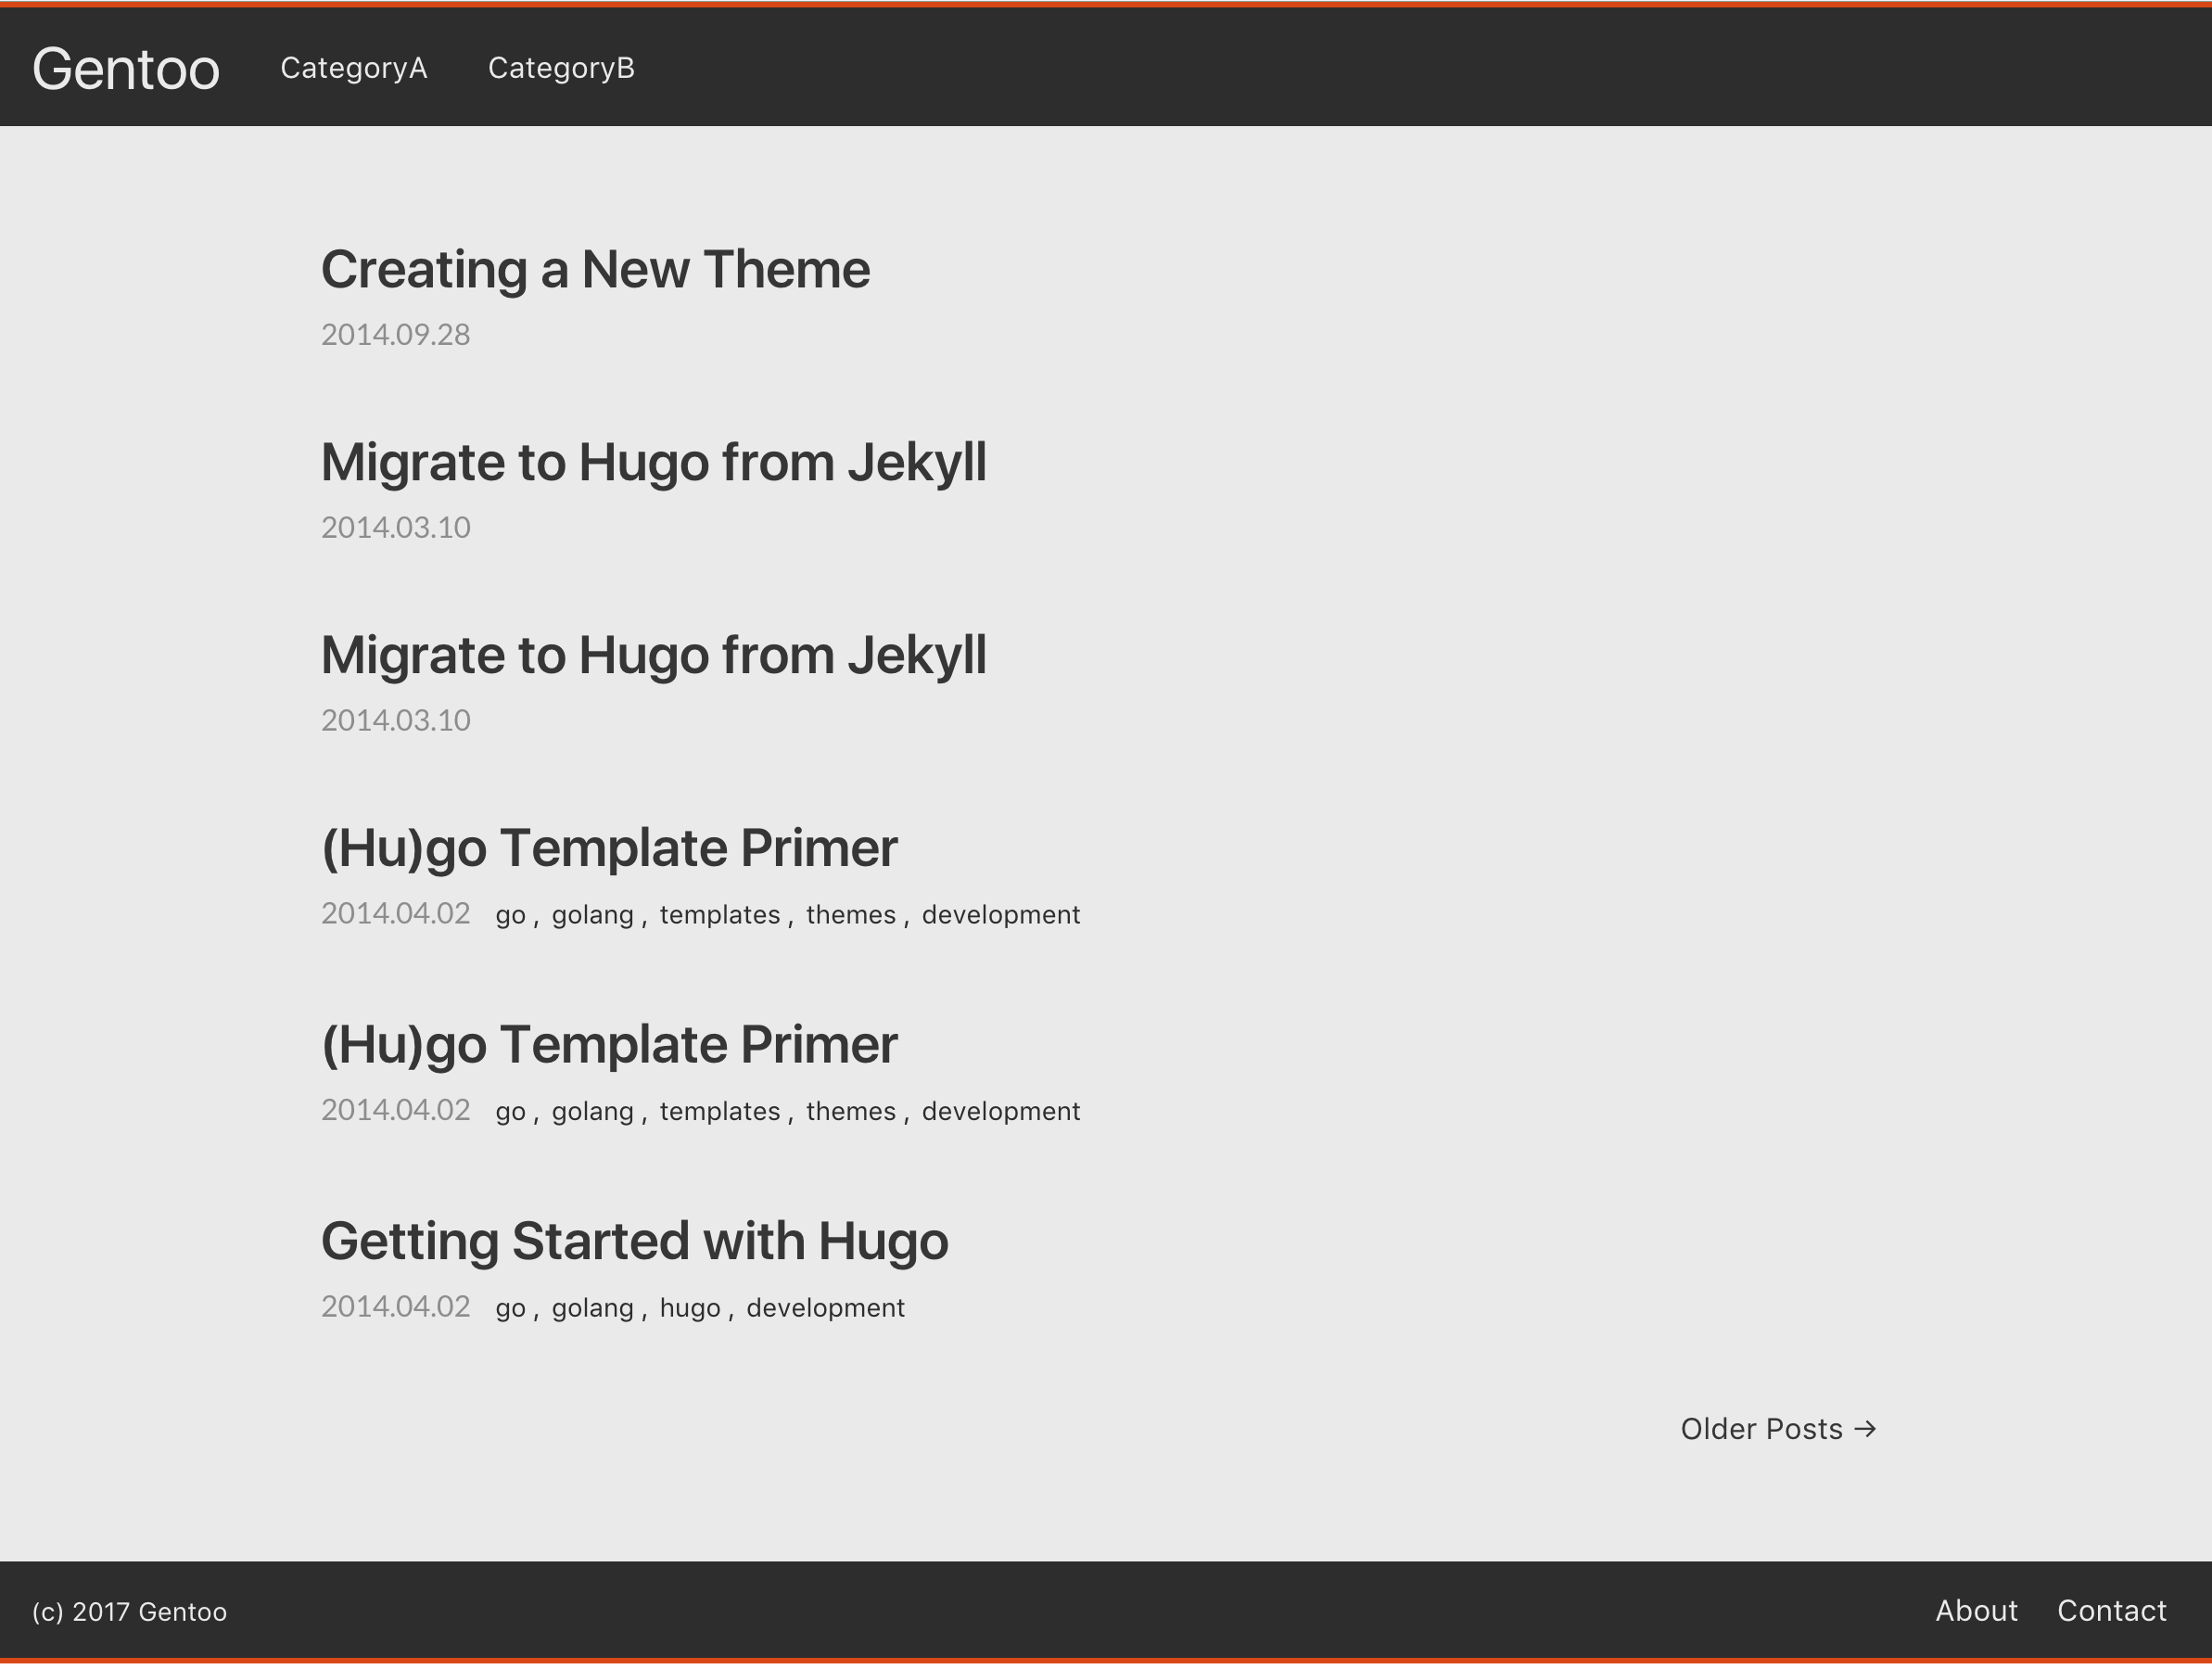 Gentoo CategoryA CategoryB
Creating a New Theme
2014.09.28
Migrate to Hugo from Jekyll
2014.03.10
Migrate to Hugo from Jekyll
2014.03.10
(Hu)go Template Primer
2014.04.02 go , golang , templates , themes , development
(Hu)go Template Primer
2014.04.02 go , golang , templates , themes , development
Getting Started with Hugo
2014.04.02 go , golang , hugo , development
Older Posts →
(c) 2017 Gentoo About Contact